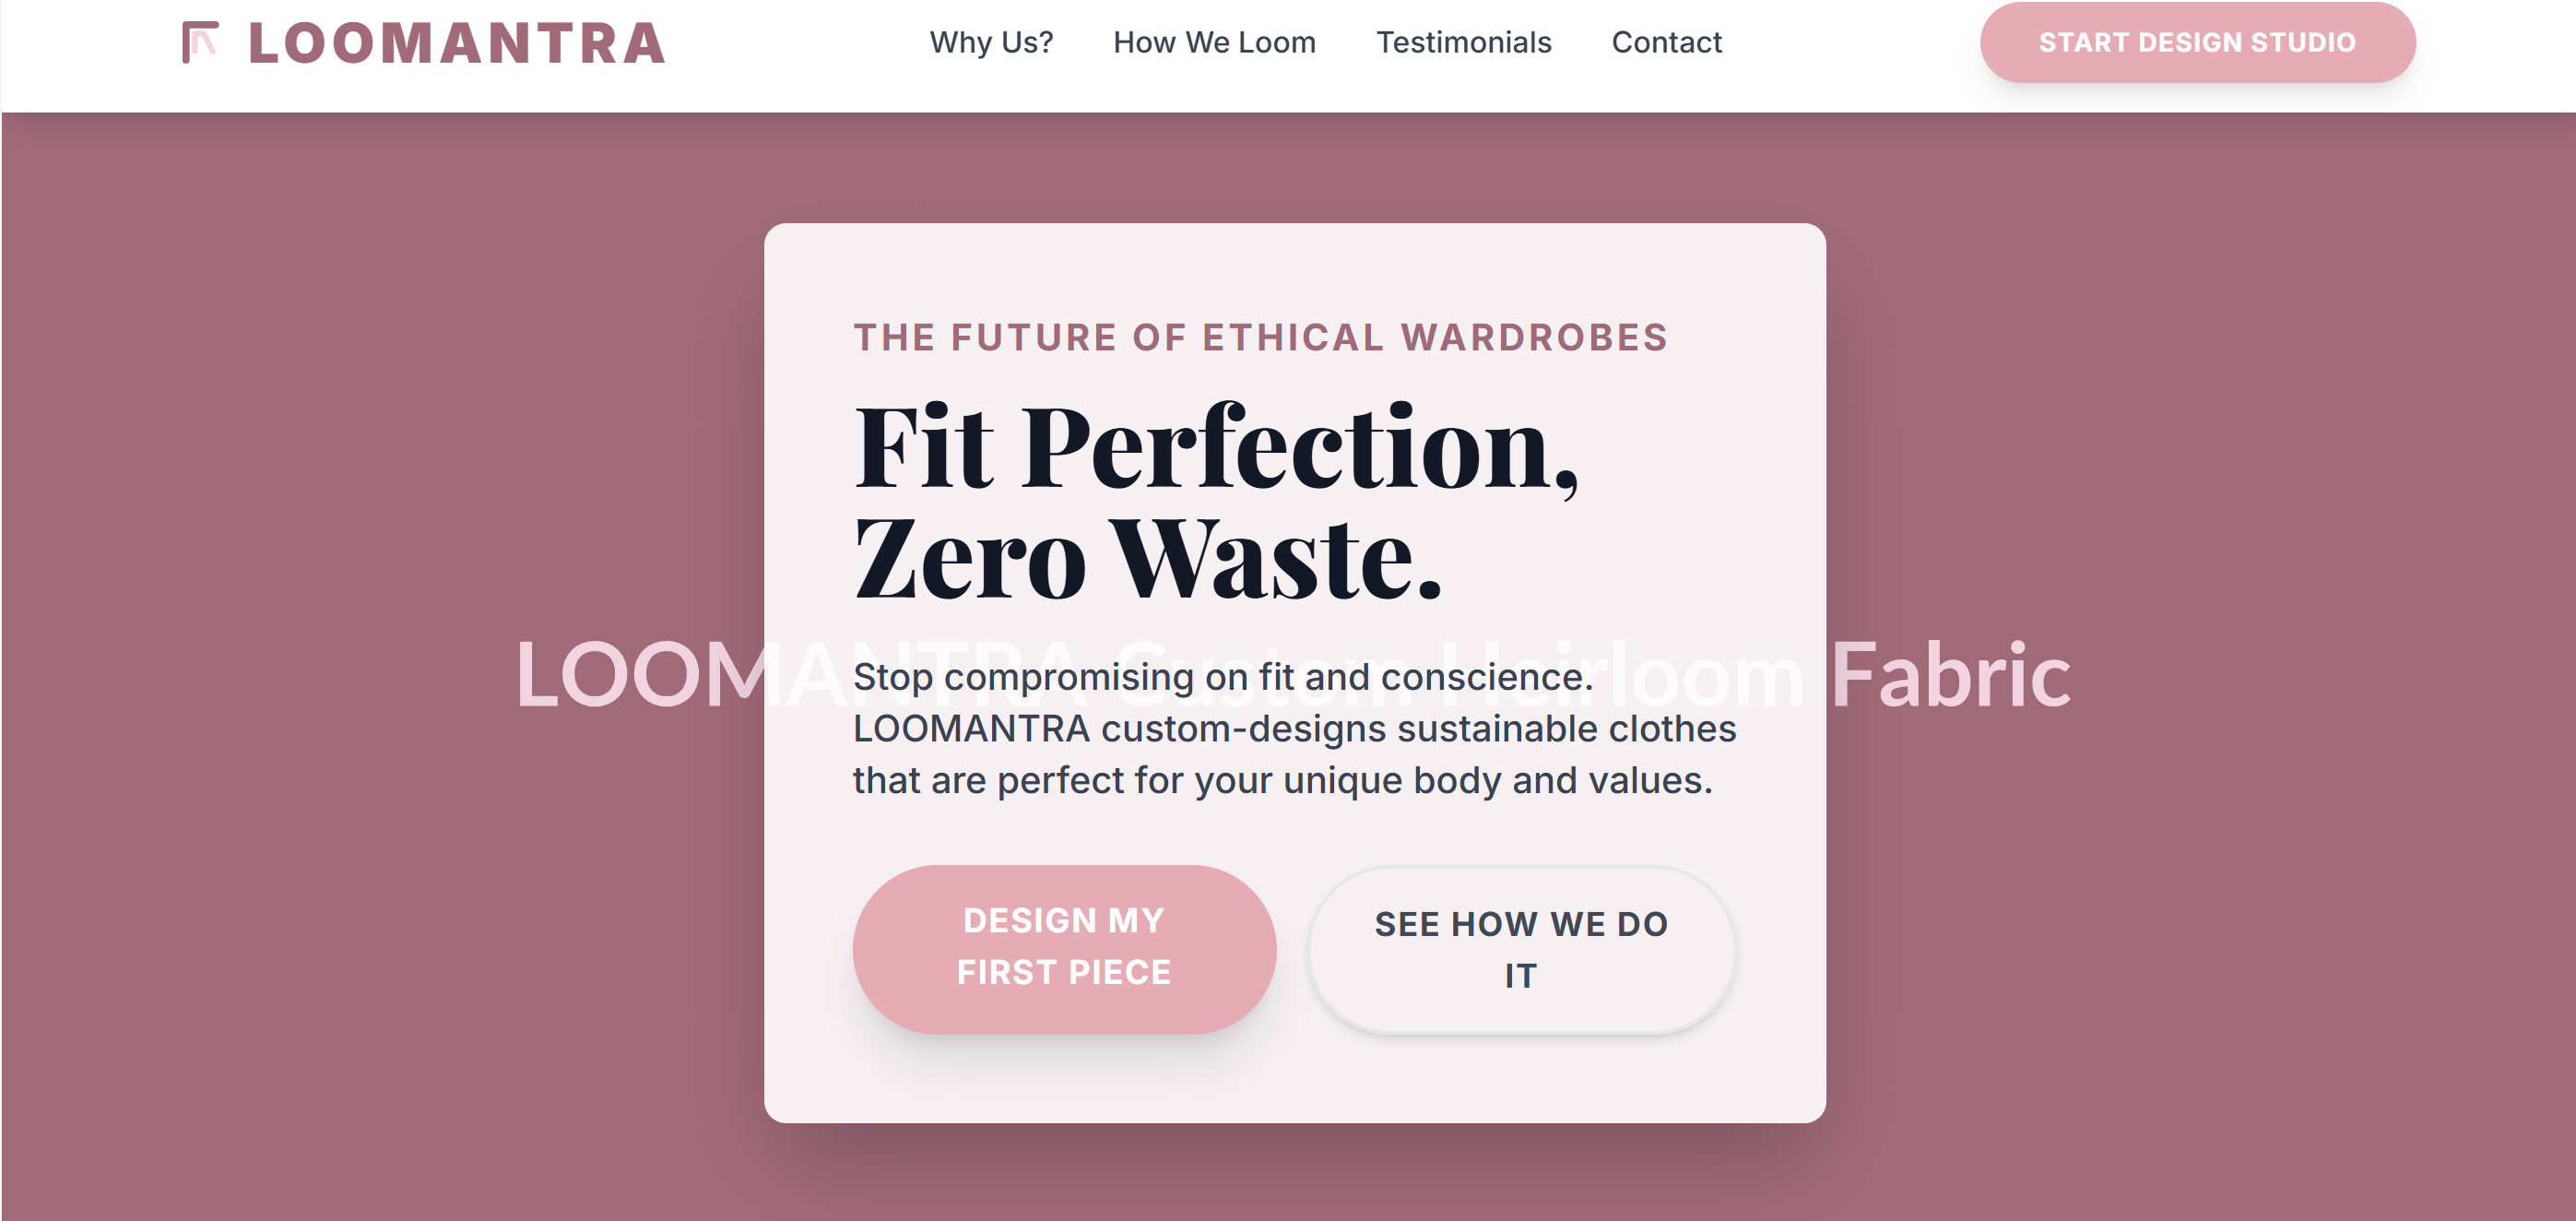 LOOMANTRA
Why Us? How We Loom Testimonials Contact
START DESIGN STUDIO
THE FUTURE OF ETHICAL WARDROBES
Fit Perfection,
Zero Waste.
LOOMANTRA Custom Heirloom Fabric
Stop compromising on fit and conscience.
LOOMANTRA custom-designs sustainable clothes
that are perfect for your unique body and values.
DESIGN MY
FIRST PIECE
SEE HOW WE DO
IT